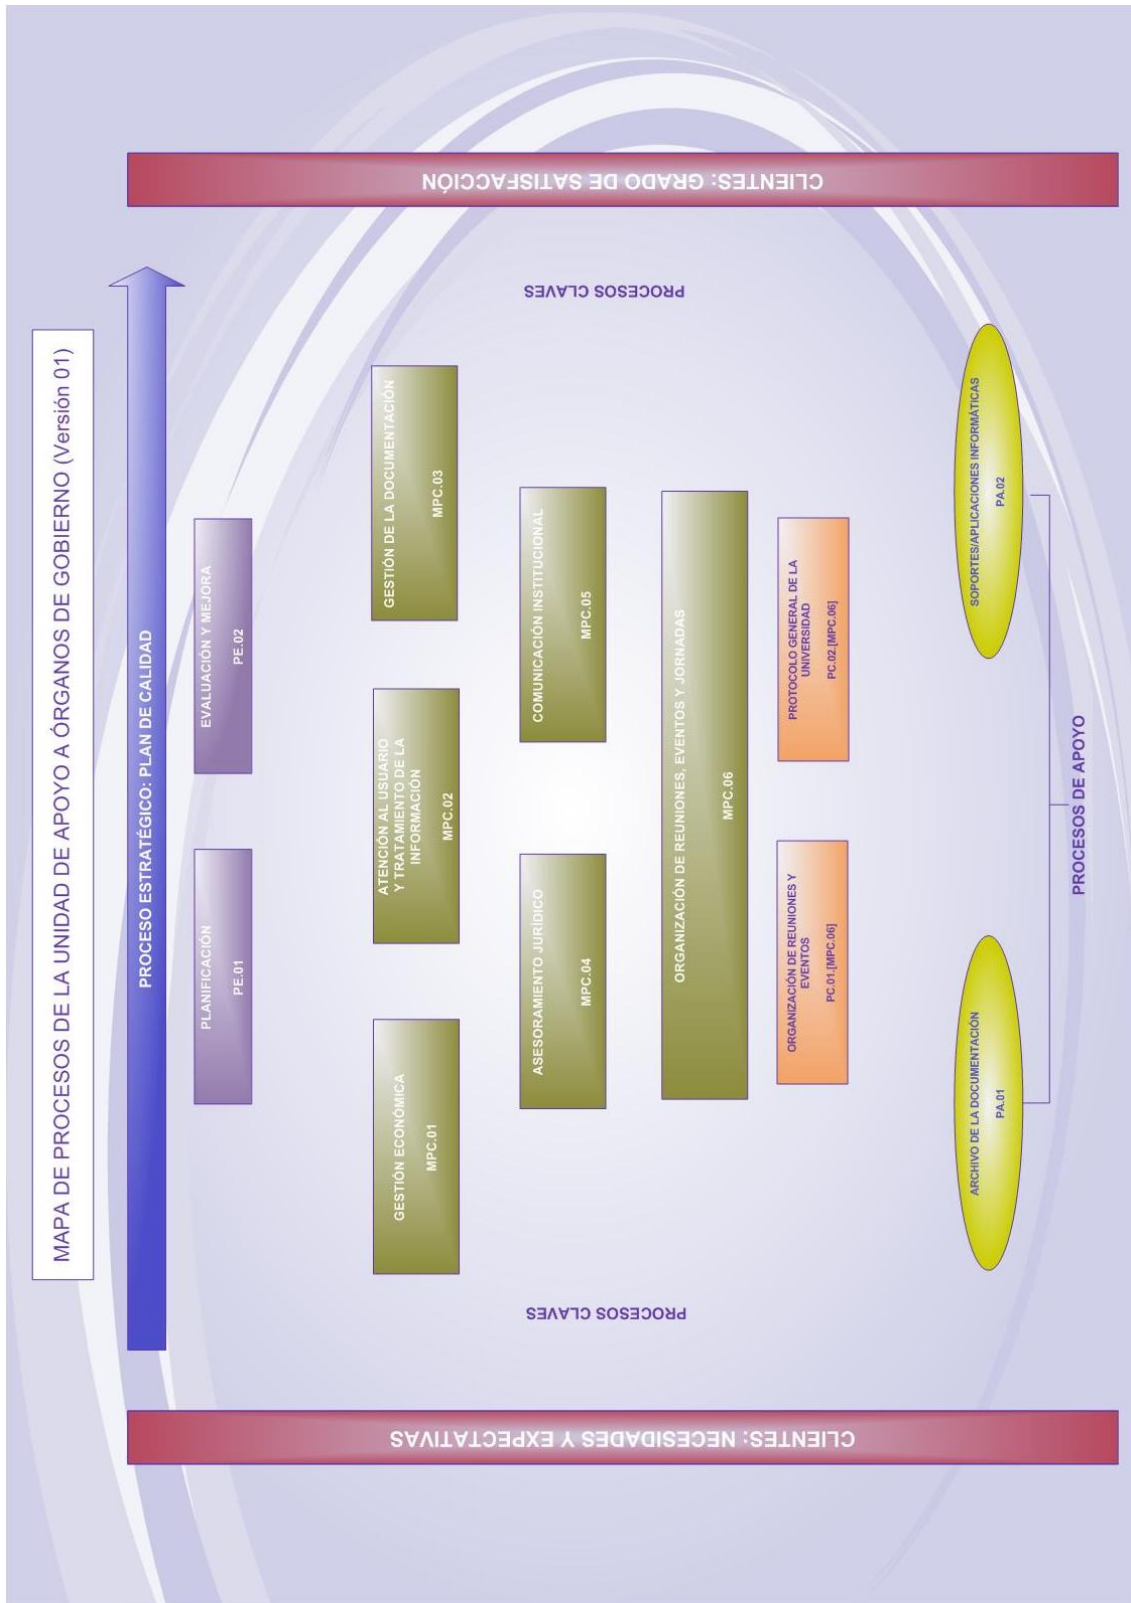 MAPA DE PROCESOS DE LA UNIDAD DE APOYO A ÓRGANOS DE GOBIERNO (Versión 01)
PROCESO ESTRATÉGICO: PLAN DE CALIDAD
PLANIFICACIÓN
PE.01
EVALUACIÓN Y MEJORA
PE.02
CLIENTES: NECESIDADES Y EXPECTATIVAS
PROCESOS CLAVES
GESTIÓN ECONÓMICA
MPC.01
ATENCIÓN AL USUARIO
Y TRATAMIENTO DE LA
INFORMACIÓN
MPC.02
GESTIÓN DE LA DOCUMENTACIÓN
MPC.03
ASESORAMIENTO JURÍDICO
MPC.04
COMUNICACIÓN INSTITUCIONAL
MPC.05
ORGANIZACIÓN DE REUNIONES, EVENTOS Y JORNADAS
MPC.06
ORGANIZACIÓN DE REUNIONES Y
EVENTOS
PC.01.[MPC.06]
PROTOCOLO GENERAL DE LA
UNIVERSIDAD
PC.02.[MPC.06]
PROCESOS CLAVES
CLIENTES: GRADO DE SATISFACCIÓN
ARCHIVO DE LA DOCUMENTACIÓN
PA.01
SOPORTES/APLICACIONES INFORMÁTICAS
PA.02
PROCESOS DE APOYO